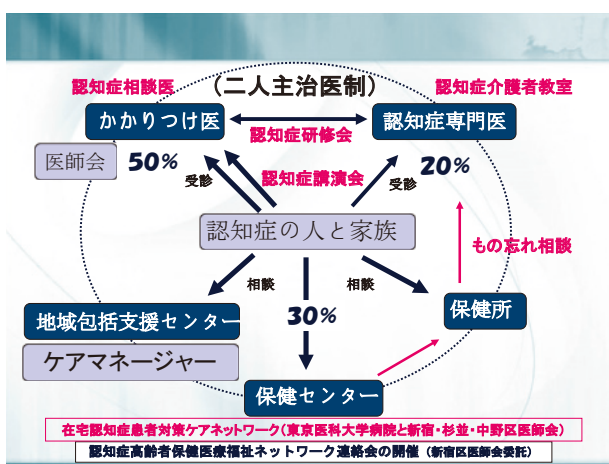 （二人主治医制）
認知症相談医
認知症介護者教室
かかりつけ医
認知症専門医
認知症研修会
医師会
50%
受診
認知症講演会
受診
20%
認知症の人と家族
もの忘れ相談
相談
相談
30%
地域包括支援センター
保健所
ケアマネージャー
保健センター
在宅認知症患者対策ケアネットワーク（東京医科大学病院と新宿・杉並・中野区医師会）
認知症高齢者保健医療福祉ネットワーク連絡会の開催（新宿区医師会委託）